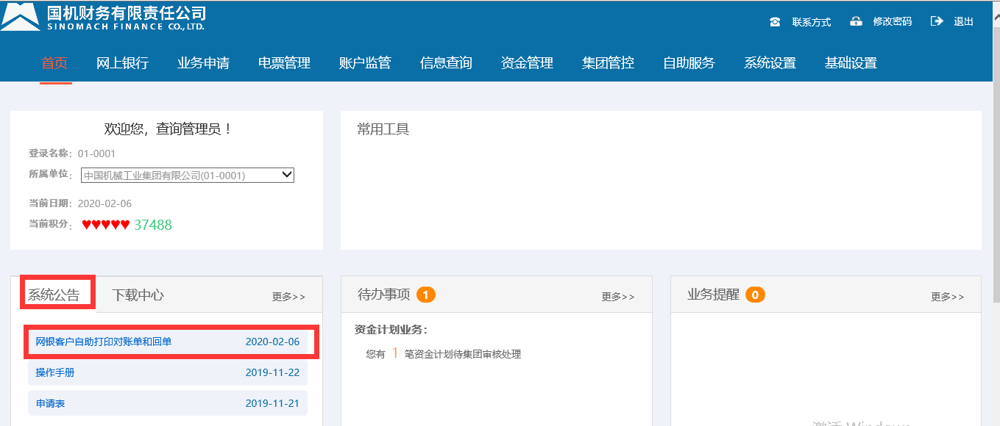 国机财务有限责任公司
SINOMACH FINANCE CO., LTD.
联系方式 修改密码 退出
首页 网上银行 业务申请 电票管理 账户监管 信息查询 资金管理 集团管控 自助服务 系统设置 基础设置
欢迎您，查询管理员！
登录名称：01-0001
所属单位：中国机械工业集团有限公司(01-0001)
当前日期：2020-02-06
当前积分：♥♥♥♥♥ 37488
常用工具
系统公告 下载中心 更多>>
网银客户自助打印对账单和回单 2020-02-06
操作手册 2019-11-22
申请表 2019-11-21
待办事项 1 更多>>
资金计划业务：
您有 1 笔资金计划待集团审核处理
业务提醒 0 更多>>
激活 Windows